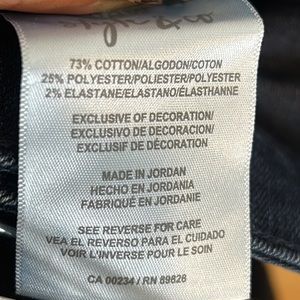 73% COTTON/ALGODON/COTON
25% POLYESTER/POLIESTER/POLYESTER
2% ELASTANE/ELASTANO/ÉLASTHANNE
EXCLUSIVE OF DECORATION/
EXCLUSIVO DE DECORACION/
EXCLUSIF DE DÉCORATION
MADE IN JORDAN
HECHO EN JORDANIA
FABRIQUÉ EN JORDANIE
SEE REVERSE FOR CARE
VEA EL REVERSO PARA EL CUIDADO
VOIR L'INVERSE POUR LE SOIN
CA 00234 / RN 89826